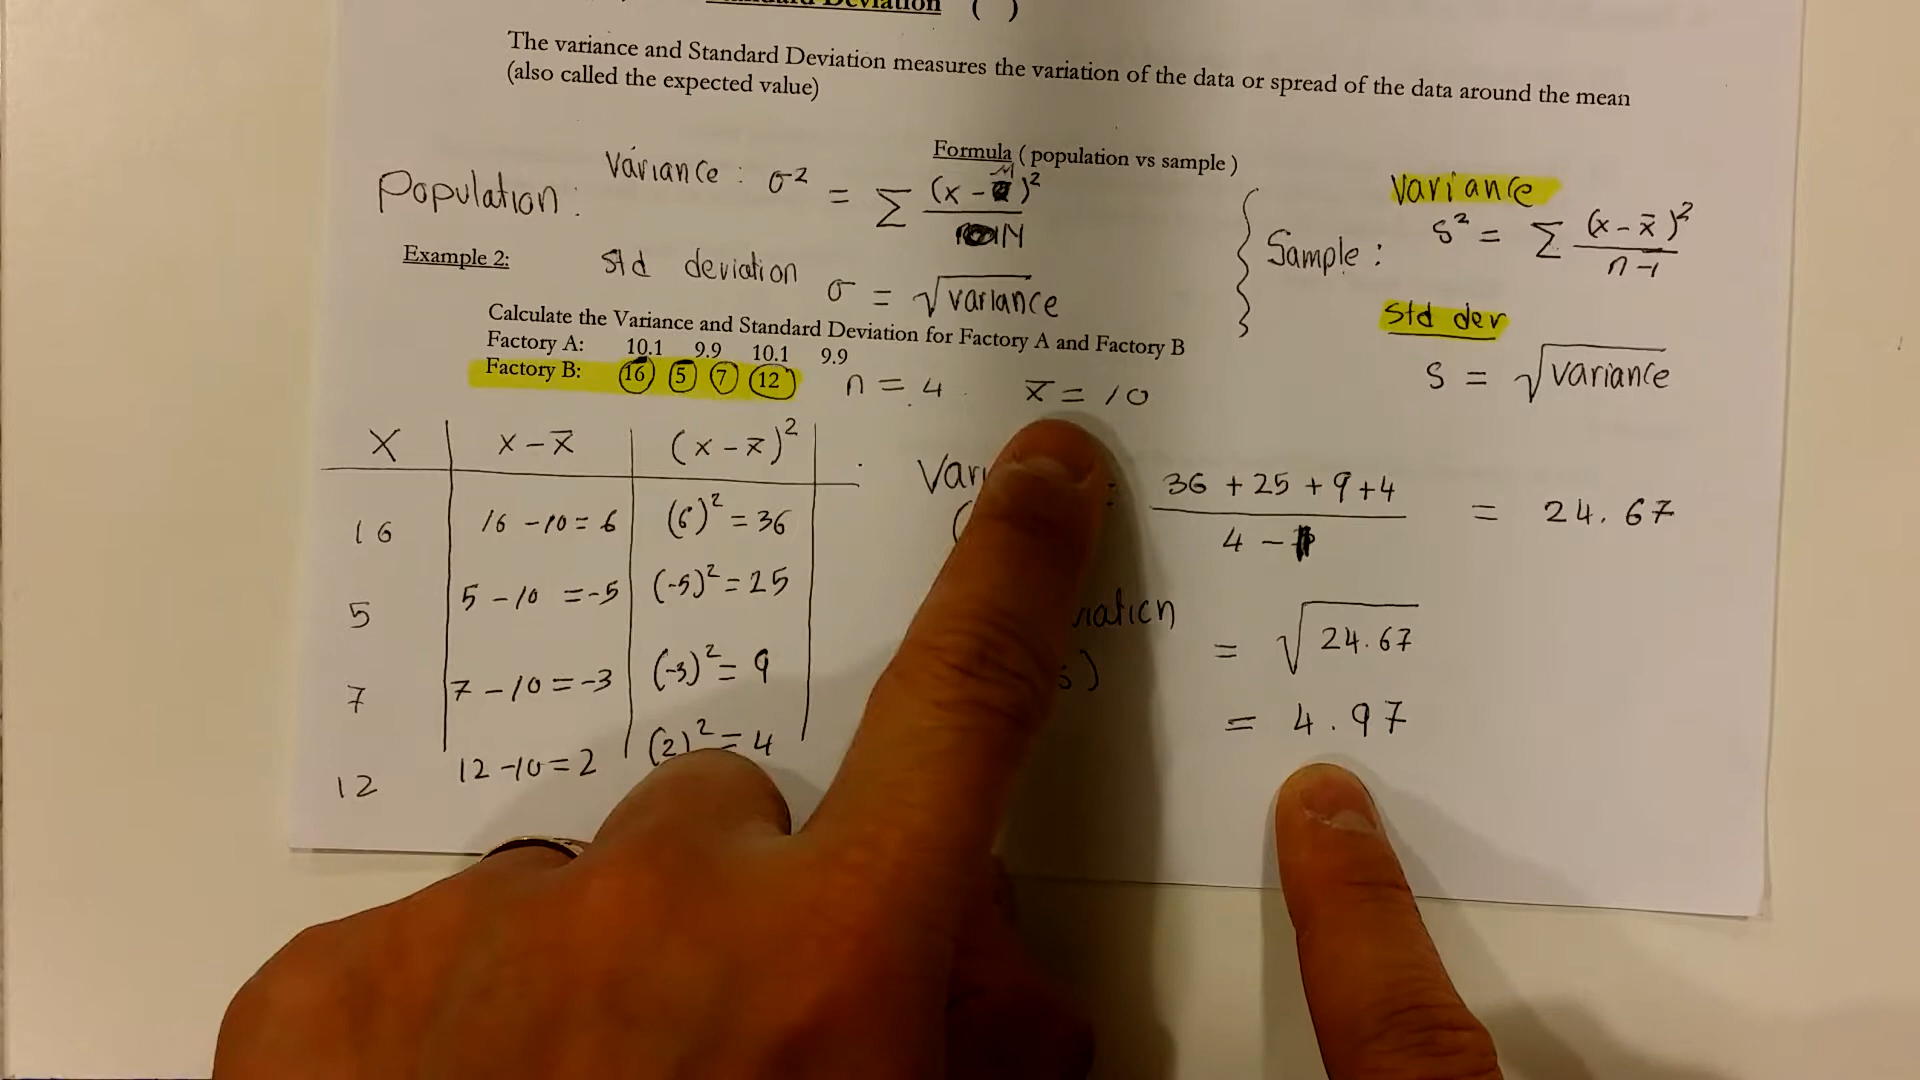 Deviation ( )
The variance and Standard Deviation measures the variation of the data or spread of the data around the mean
(also called the expected value)
Formula ( population vs sample )
Population: Variance: σ² = Σ (x - μ)² / N
Example 2: std deviation σ = √variance
Sample: Variance s² = Σ (x - x̄)² / n-1
std dev s = √variance
Calculate the Variance and Standard Deviation for Factory A and Factory B
Factory A: 10.1 9.9 10.1 9.9
Factory B: 16 5 7 12 n = 4 x̄ = 10
X x - x̄ (x - x̄)²
16 16 - 10 = 6 (6)² = 36
5 5 - 10 = -5 (-5)² = 25
7 7 - 10 = -3 (-3)² = 9
12 12 - 10 = 2 (2)² = 4
: 36 + 25 + 9 + 4 / 4 - 1 = 24.67
= √24.67
= 4.97